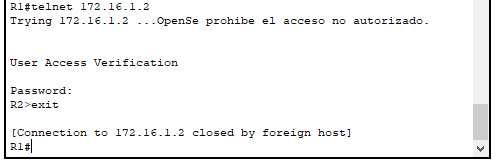 R1#telnet 172.16.1.2
Trying 172.16.1.2 ...OpenSe prohibe el acceso no autorizado.
User Access Verification
Password:
R2>exit
[Connection to 172.16.1.2 closed by foreign host]
R1#